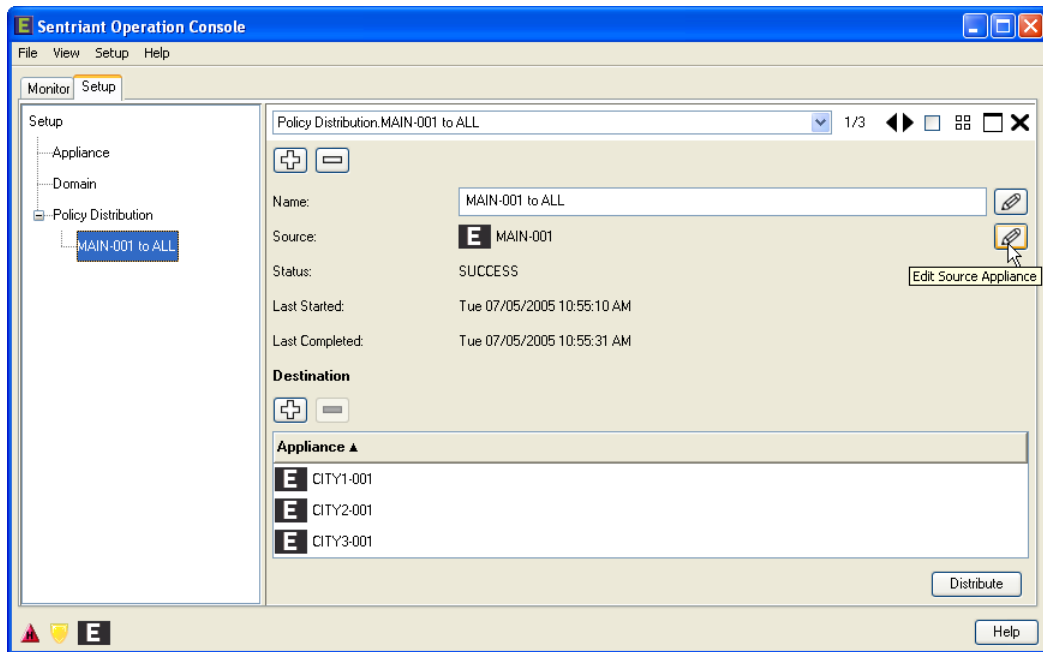 E Sentriant Operation Console
File View Setup Help
Monitor Setup
Setup
Appliance
Domain
Policy Distribution
MAIN-001 to ALL
Policy Distribution.MAIN-001 to ALL 1/3
Name: MAIN-001 to ALL
Source: E MAIN-001
Edit Source Appliance
Status: SUCCESS
Last Started: Tue 07/05/2005 10:55:10 AM
Last Completed: Tue 07/05/2005 10:55:31 AM
Destination
Appliance ▲
E CITY1-001
E CITY2-001
E CITY3-001
Distribute
E
Help